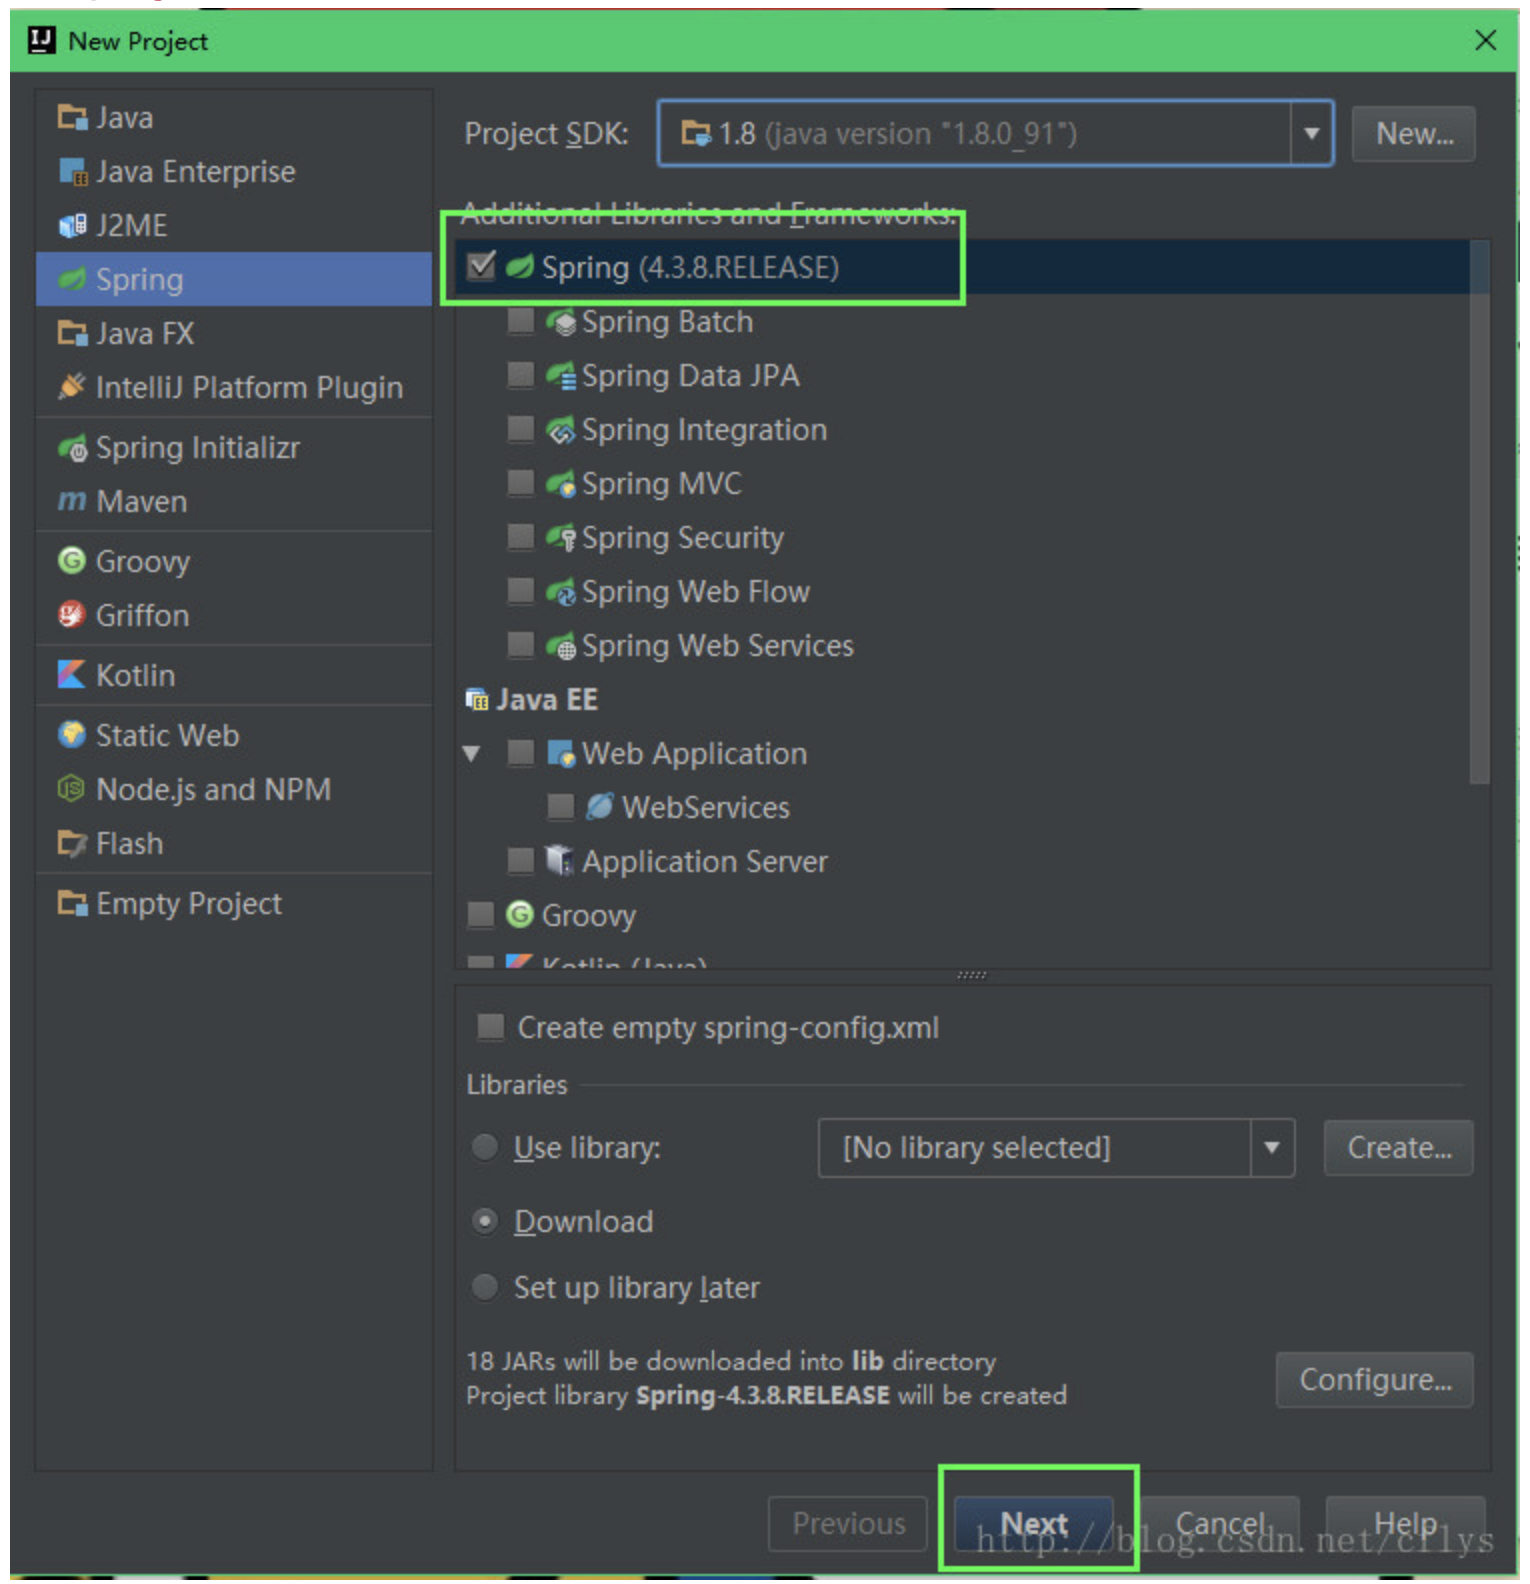 New Project
Java
Java Enterprise
J2ME
Spring
Java FX
IntelliJ Platform Plugin
Spring Initializr
Maven
Groovy
Griffon
Kotlin
Static Web
Node.js and NPM
Flash
Empty Project
Project SDK: 1.8 (java version "1.8.0_91") New...
Additional Libraries and Frameworks:
Spring (4.3.8.RELEASE)
Spring Batch
Spring Data JPA
Spring Integration
Spring MVC
Spring Security
Spring Web Flow
Spring Web Services
Java EE
Web Application
WebServices
Application Server
Groovy
Kotlin (Java)
Create empty spring-config.xml
Libraries
Use library: [No library selected] Create...
Download
Set up library later
18 JARs will be downloaded into lib directory
Project library Spring-4.3.8.RELEASE will be created
Configure...
Previous Next Cancel Help